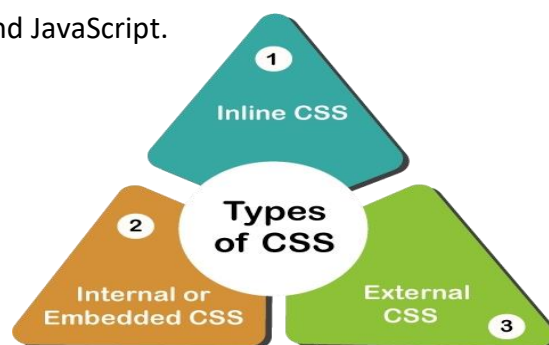 nd JavaScript.
1
Inline CSS
Types
of CSS
2
Internal or
Embedded CSS
External
CSS
3